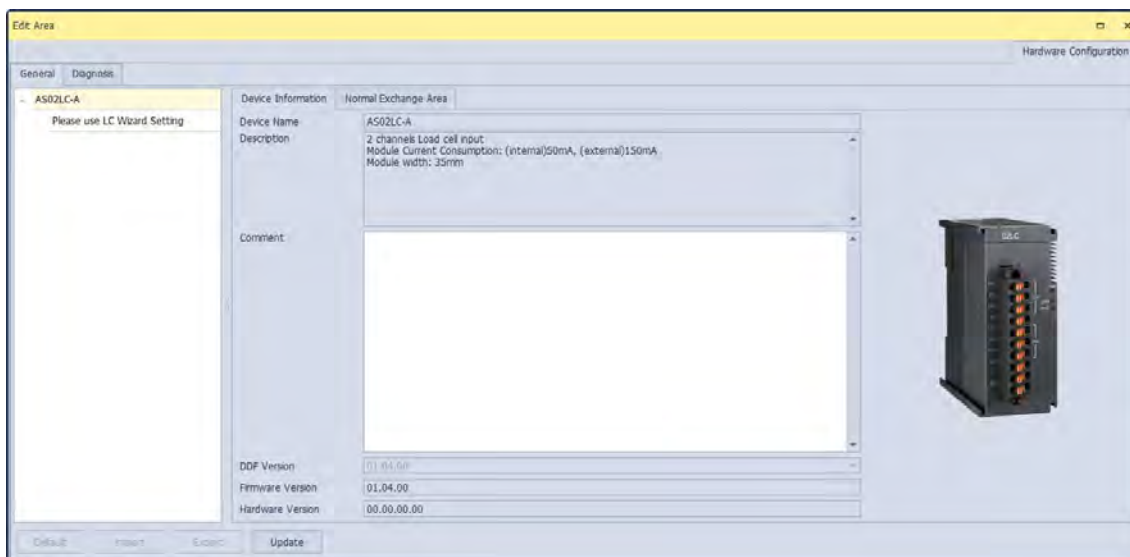 Edit Area
Hardware Configuration
General Diagnosis
AS02LC-A
Please use LC Wizard Setting
Device Information Normal Exchange Area
Device Name AS02LC-A
Description 2 channels Load cell input
Module Current Consumption: (internal)50mA, (external)150mA
Module width: 35mm
Comment
DDF Version 01.04.00
Firmware Version 01.04.00
Hardware Version 00.00.00.00
Default Import Export Update
02LC